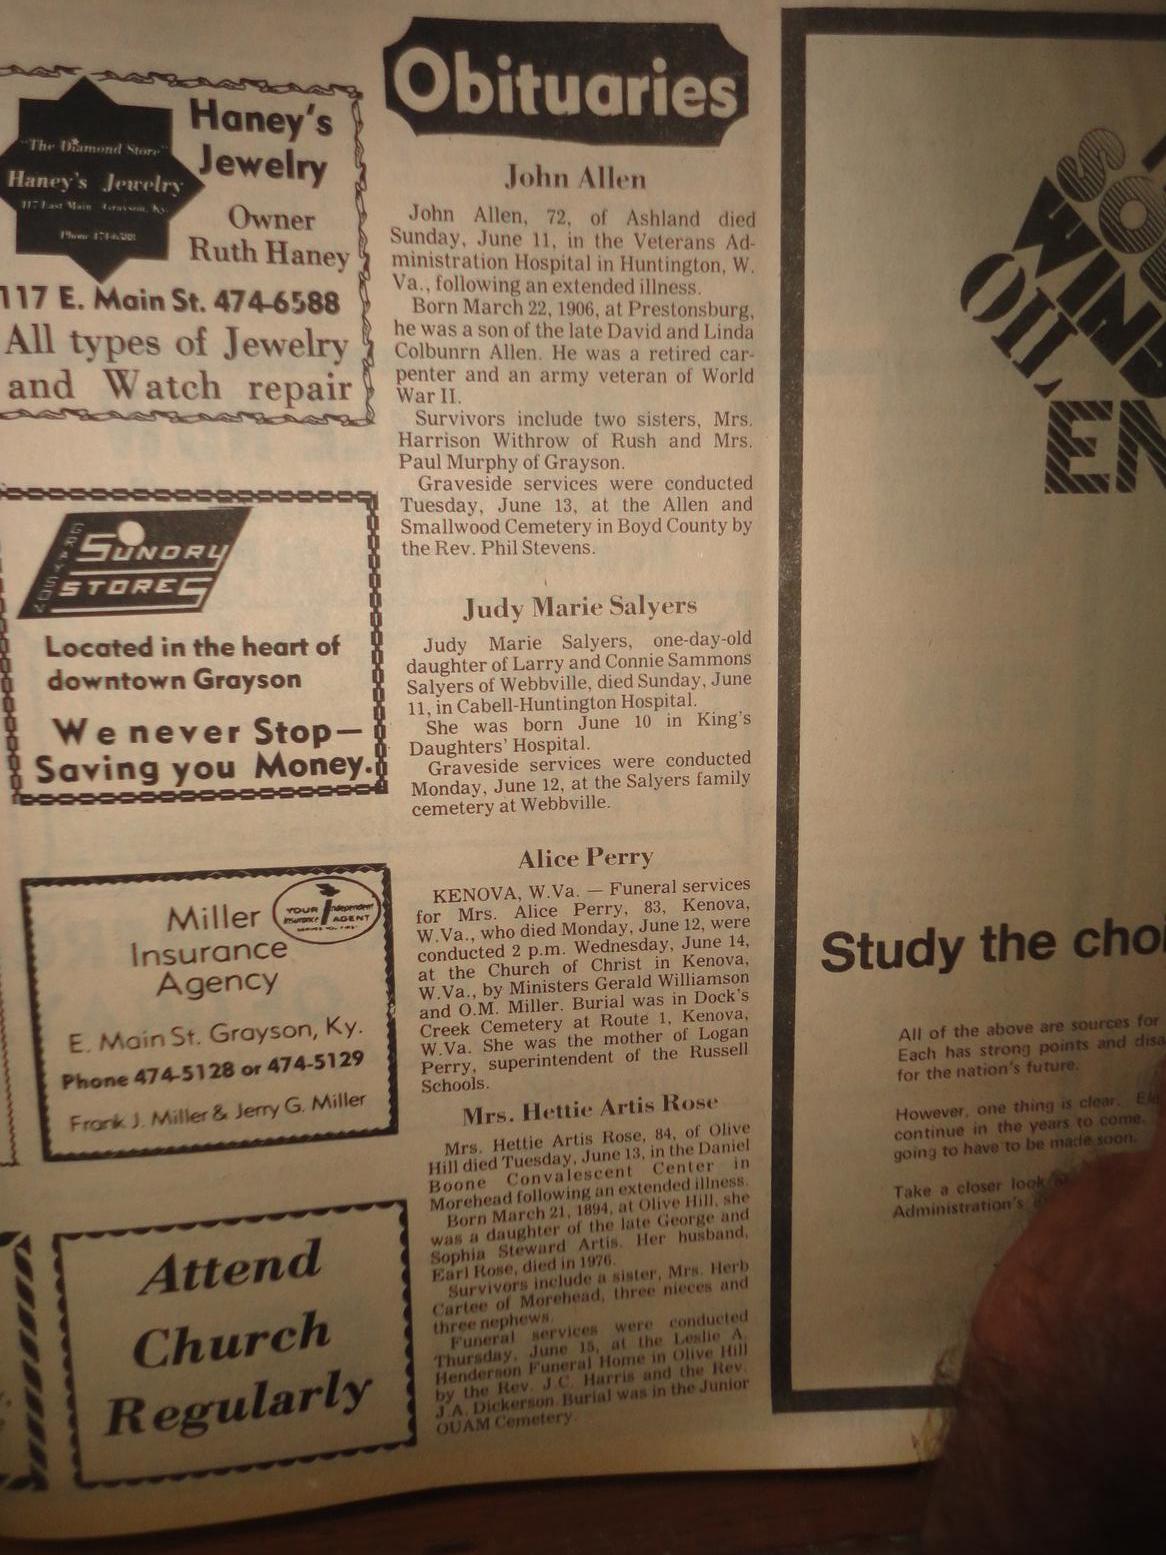 "The Diamond Store"
Haney's Jewelry
117 East Main Grayson, Ky.
Phone 474-6588
Haney's
Jewelry
Owner
Ruth Haney
117 E. Main St. 474-6588
All types of Jewelry
and Watch repair
GRAYSON
SUNDRY
STORES
Located in the heart of
downtown Grayson
We never Stop—
Saving you Money.
Miller
Insurance
Agency
YOUR Independent
Insurance AGENT
E. Main St. Grayson, Ky.
Phone 474-5128 or 474-5129
Frank J. Miller & Jerry G. Miller
Attend
Church
Regularly
Obituaries
John Allen
John Allen, 72, of Ashland died
Sunday, June 11, in the Veterans Ad-
ministration Hospital in Huntington, W.
Va., following an extended illness.
Born March 22, 1906, at Prestonsburg,
he was a son of the late David and Linda
Colbunrn Allen. He was a retired car-
penter and an army veteran of World
War II.
Survivors include two sisters, Mrs.
Harrison Withrow of Rush and Mrs.
Paul Murphy of Grayson.
Graveside services were conducted
Tuesday, June 13, at the Allen and
Smallwood Cemetery in Boyd County by
the Rev. Phil Stevens.
Judy Marie Salyers
Judy Marie Salyers, one-day-old
daughter of Larry and Connie Sammons
Salyers of Webbville, died Sunday, June
11, in Cabell-Huntington Hospital.
She was born June 10 in King's
Daughters' Hospital.
Graveside services were conducted
Monday, June 12, at the Salyers family
cemetery at Webbville.
Alice Perry
KENOVA, W.Va. — Funeral services
for Mrs. Alice Perry, 83, Kenova,
W.Va., who died Monday, June 12, were
conducted 2 p.m. Wednesday, June 14,
at the Church of Christ in Kenova,
W.Va., by Ministers Gerald Williamson
and O.M. Miller. Burial was in Dock's
Creek Cemetery at Route 1, Kenova,
W.Va. She was the mother of Logan
Perry, superintendent of the Russell
Schools.
Mrs. Hettie Artis Rose
Mrs. Hettie Artis Rose, 84, of Olive
Hill died Tuesday, June 13, in the Daniel
Boone Convalescent Center in
Morehead following an extended illness.
Born March 21, 1894, at Olive Hill, she
was a daughter of the late George and
Sophia Steward Artis. Her husband,
Earl Rose, died in 1976.
Survivors include a sister, Mrs. Herb
Cartee of Morehead, three nieces and
three nephews.
Funeral services were conducted
Thursday, June 15, at the Leslie A.
Henderson Funeral Home in Olive Hill
by the Rev. J.C. Harris and the Rev.
J.A. Dickerson. Burial was in the Junior
OUAM Cemetery.
WIND
OIL
EN
Study the cho
All of the above are sources for
Each has strong points and disa
for the nation's future.
However, one thing is clear.
continue in the years to come.
going to have to be made soon.
Take a closer look
Administration's